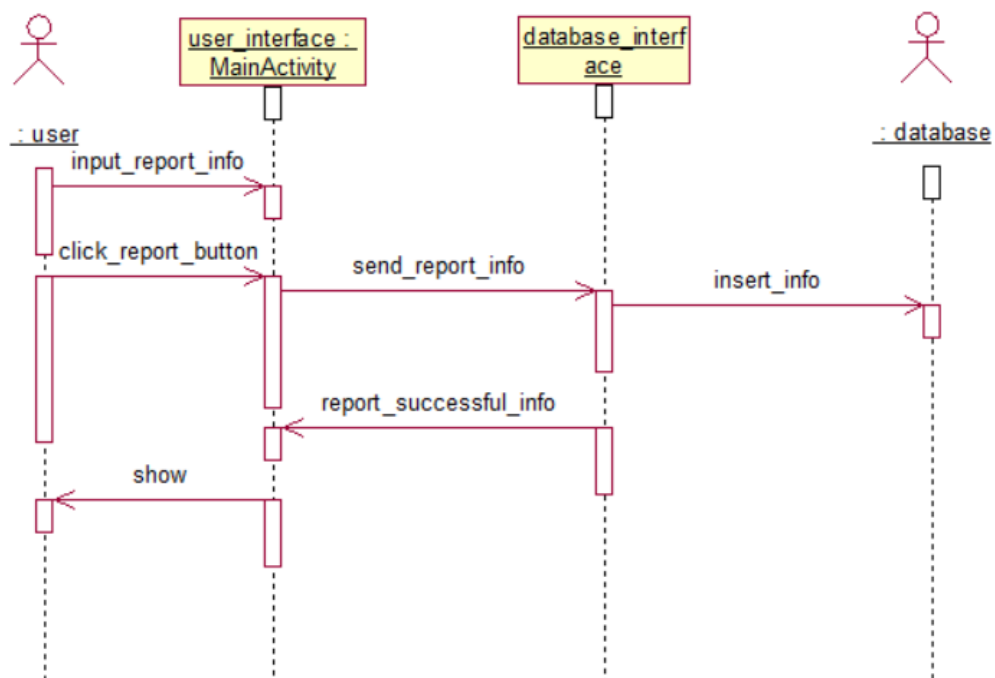 user_interface :
MainActivity
database_interf
ace
: user
: database
input_report_info
click_report_button
send_report_info
insert_info
report_successful_info
show